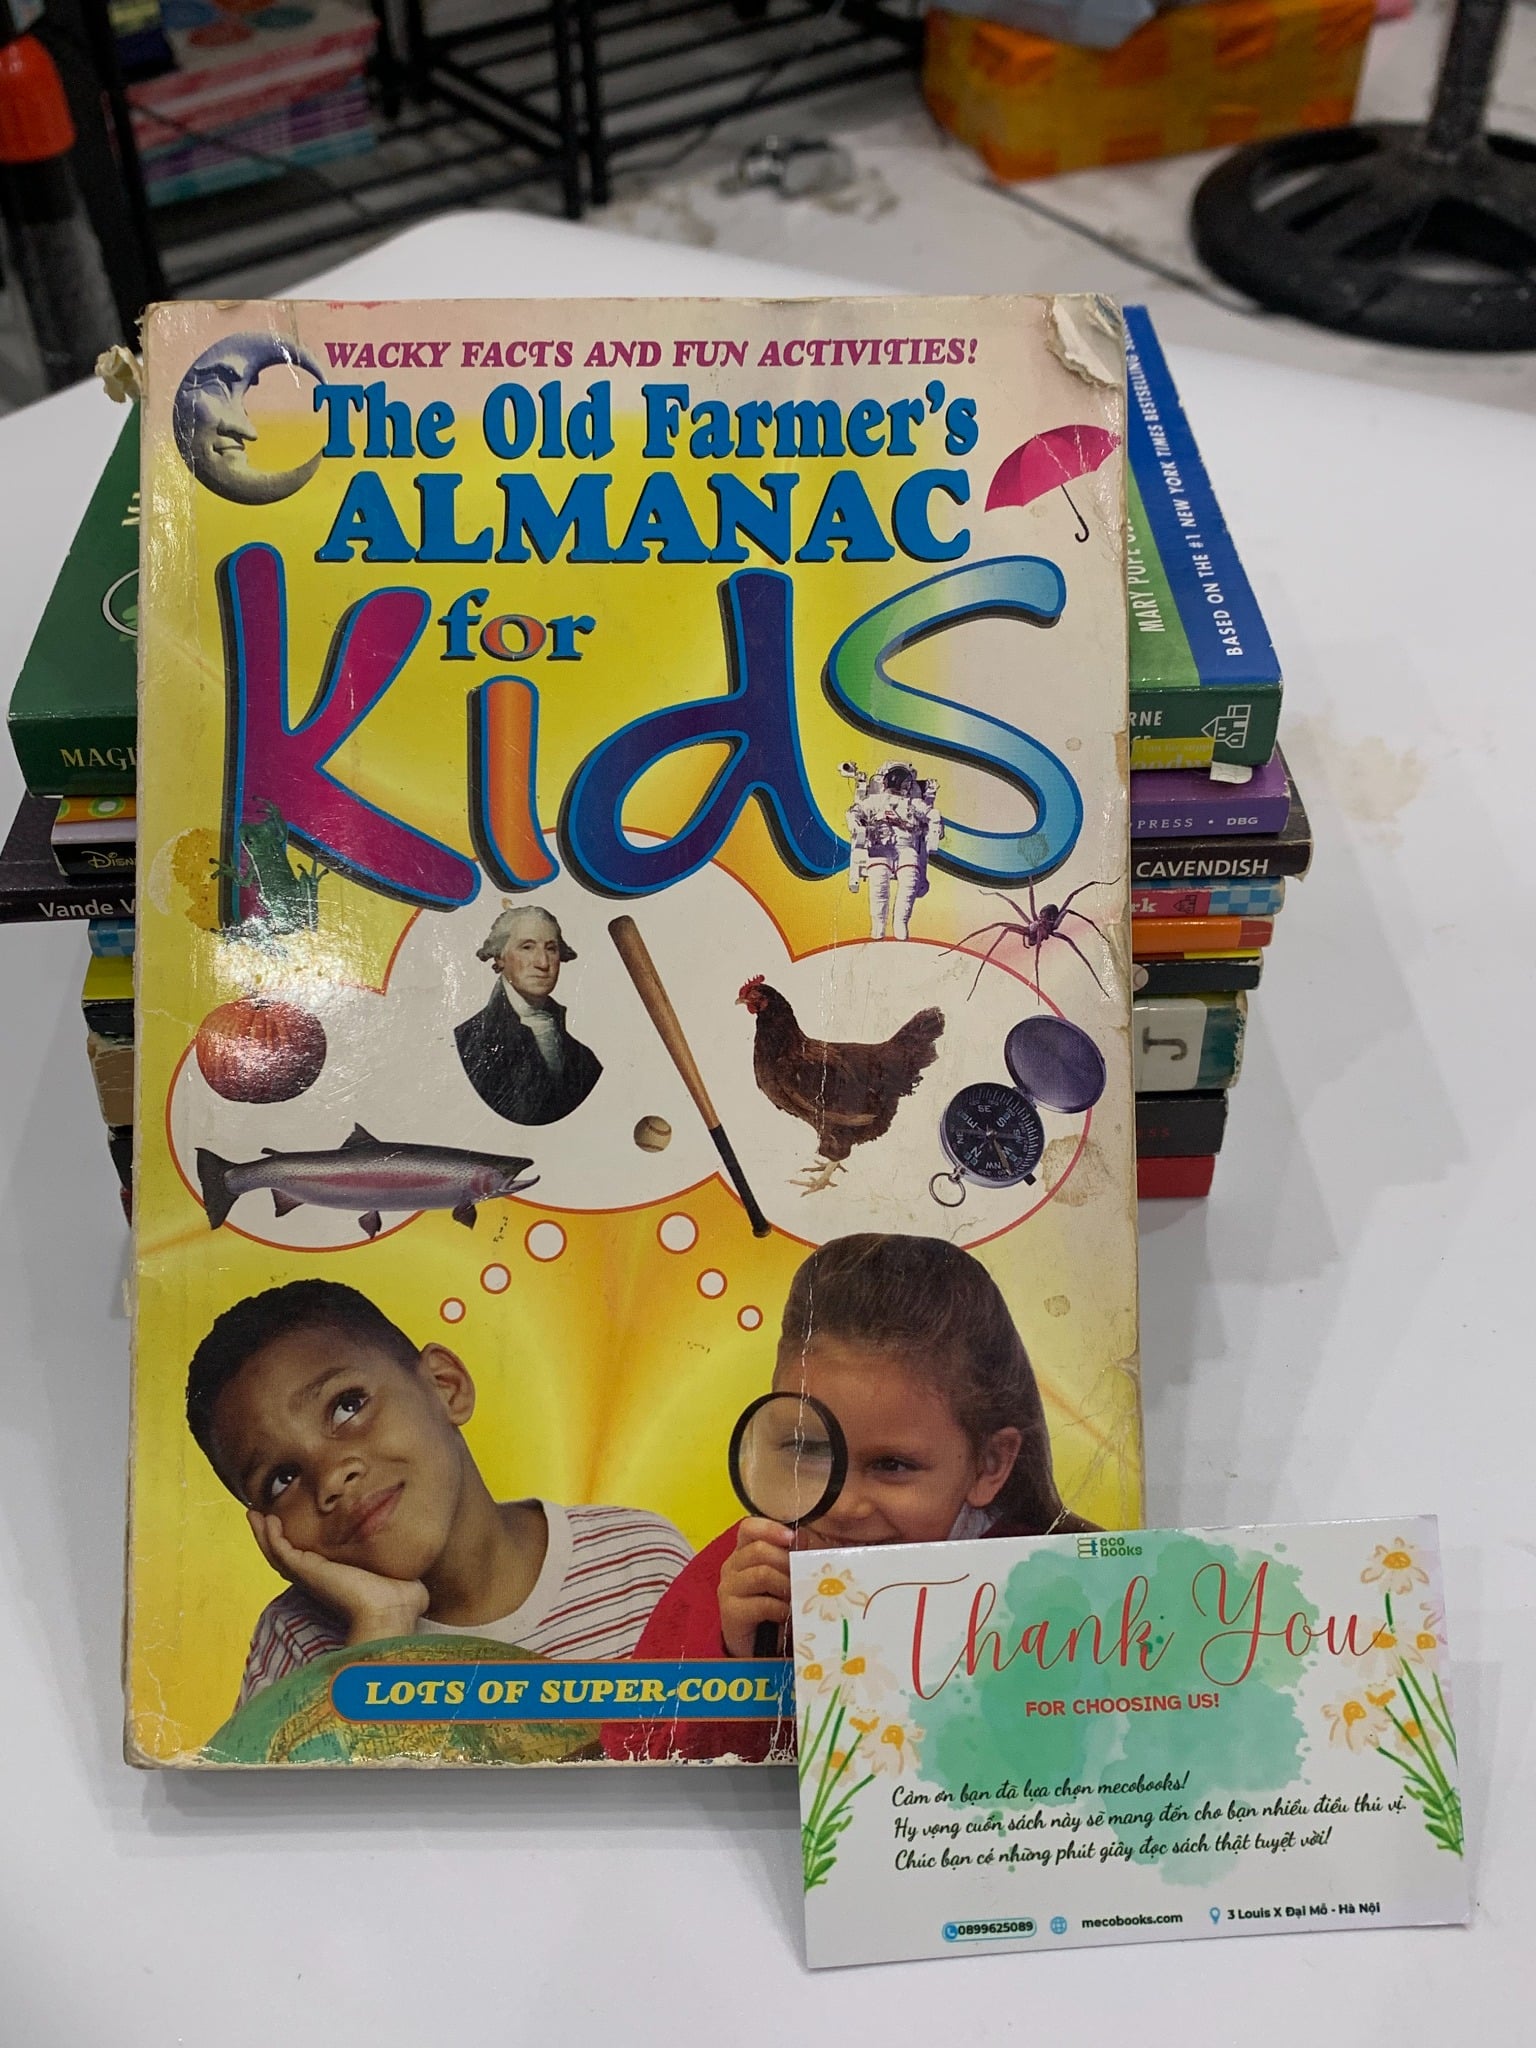 WACKY FACTS AND FUN ACTIVITIES!
The Old Farmer's
ALMANAC
for
Kids
LOTS OF SUPER-COOL
MAGI
Vande V
MARY POPE
BASED ON THE #1 NEW YORK TIMES BESTSELLING
RNE
PRESS • DBG
CAVENDISH
rk
J
eco
books
Thank You
FOR CHOOSING US!
Cảm ơn bạn đã lựa chọn mecobooks!
Hy vọng cuốn sách này sẽ mang đến cho bạn nhiều điều thú vị.
Chúc bạn có những phút giây đọc sách thật tuyệt vời!
0899625089 mecobooks.com 3 Louis X Đại Mỗ - Hà Nội